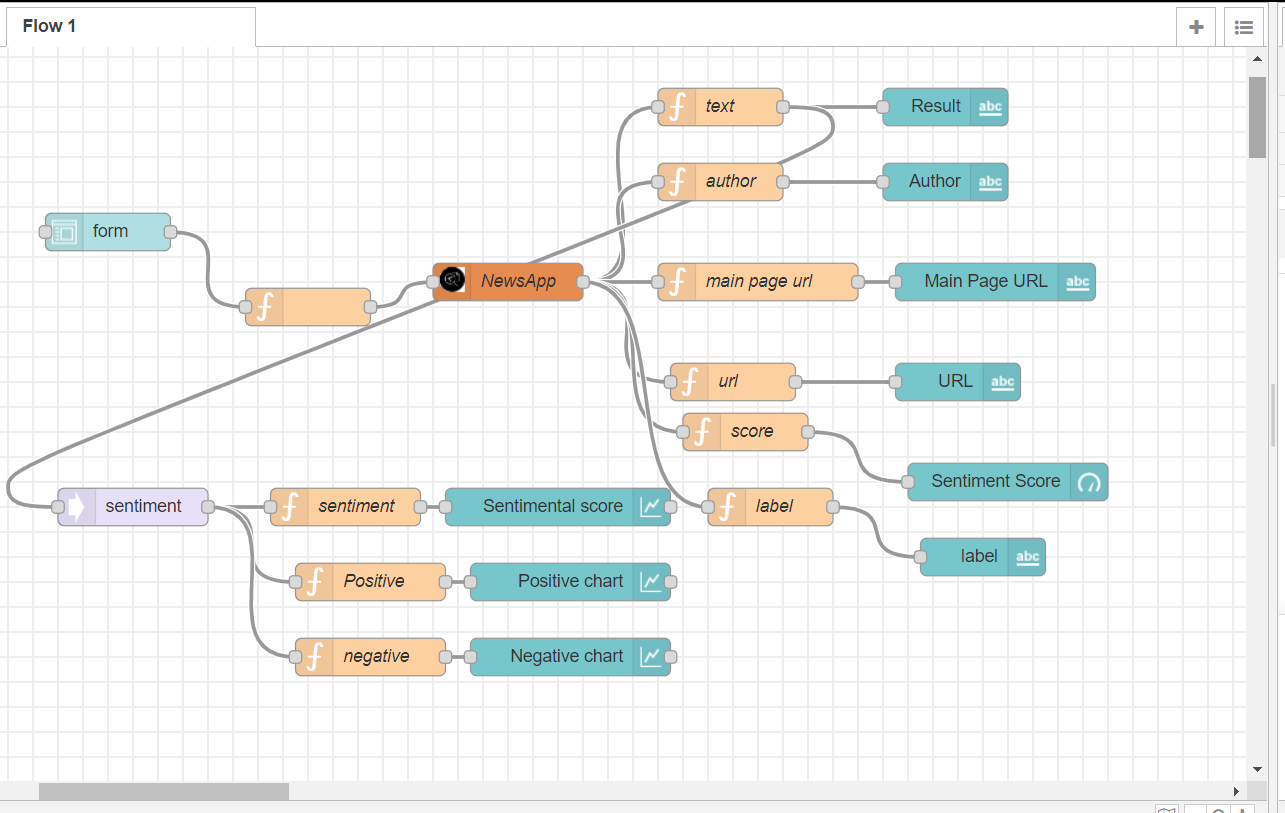 Flow 1
text
Result abc
author
Author abc
form
NewsApp
main page url
Main Page URL abc
url
URL abc
score
Sentiment Score
sentiment
sentiment
Sentimental score
label
label abc
Positive
Positive chart
negative
Negative chart